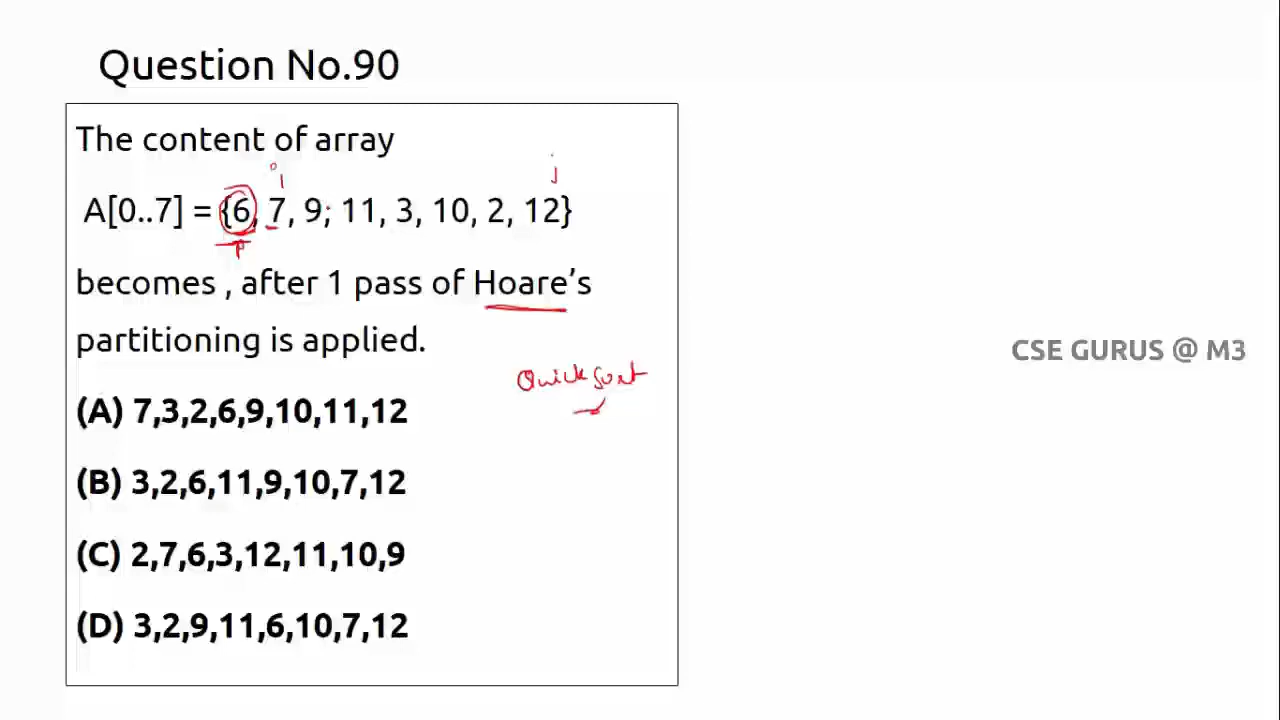 Question No.90
The content of array
i j
A[0..7] = {6, 7, 9, 11, 3, 10, 2, 12}
P
becomes , after 1 pass of Hoare’s
partitioning is applied.
CSE GURUS @ M3
Quick Sort
(A) 7,3,2,6,9,10,11,12
(B) 3,2,6,11,9,10,7,12
(C) 2,7,6,3,12,11,10,9
(D) 3,2,9,11,6,10,7,12